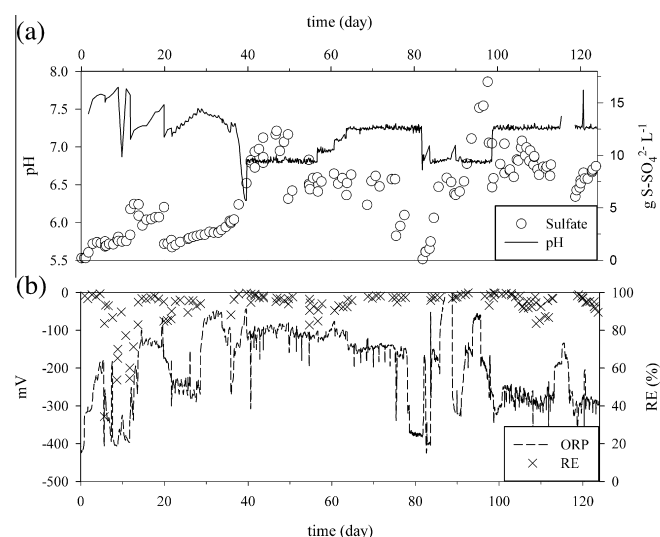 (a)
time (day)
0 20 40 60 80 100 120
8.0
7.5
7.0
6.5
6.0
5.5
pH
15
10
5
0
g S-SO₄²⁻ L⁻¹
Sulfate
pH
(b)
0
-100
-200
-300
-400
-500
mV
100
80
60
40
20
0
RE (%)
ORP
RE
0 20 40 60 80 100 120
time (day)